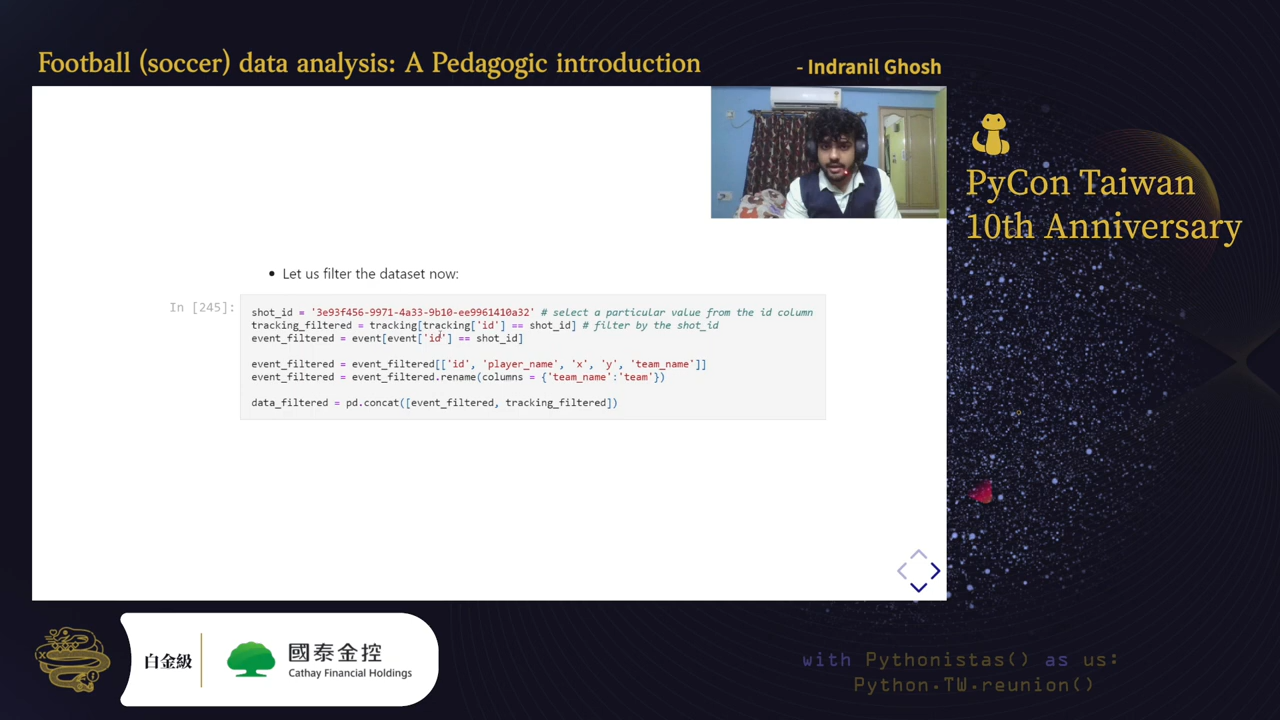 Football (soccer) data analysis: A Pedagogic introduction
- Indranil Ghosh
PyCon Taiwan
10th Anniversary
• Let us filter the dataset now:
In [245]:
shot_id = '3e93f456-9971-4a33-9b10-ee9961410a32' # select a particular value from the id column
tracking_filtered = tracking[tracking['id'] == shot_id] # filter by the shot_id
event_filtered = event[event['id'] == shot_id]
event_filtered = event_filtered[['id', 'player_name', 'x', 'y', 'team_name']]
event_filtered = event_filtered.rename(columns = {'team_name':'team'})
data_filtered = pd.concat([event_filtered, tracking_filtered])
白金級
國泰金控
Cathay Financial Holdings
with Pythonistas() as us:
Python.TW.reunion()